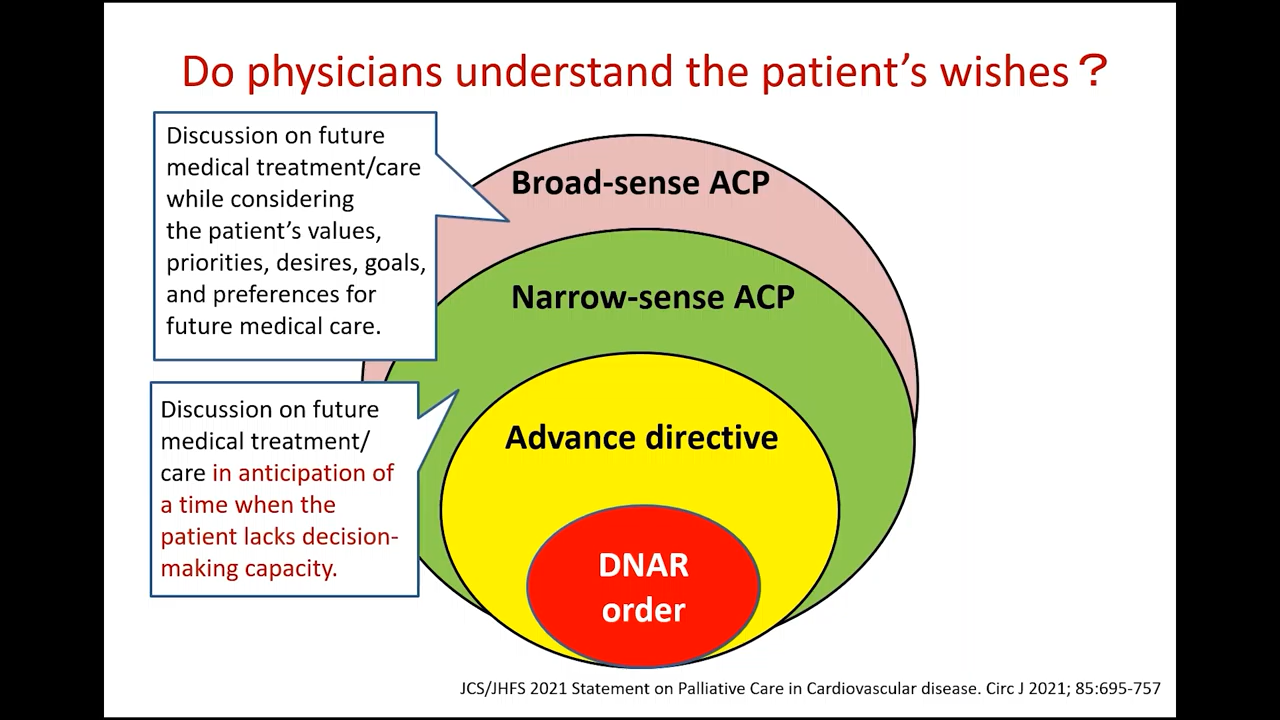 Do physicians understand the patient’s wishes？
Discussion on future
medical treatment/care
while considering
the patient’s values,
priorities, desires, goals,
and preferences for
future medical care.
Broad-sense ACP
Narrow-sense ACP
Discussion on future
medical treatment/
care in anticipation of
a time when the
patient lacks decision-
making capacity.
Advance directive
DNAR
order
JCS/JHFS 2021 Statement on Palliative Care in Cardiovascular disease. Circ J 2021; 85:695-757